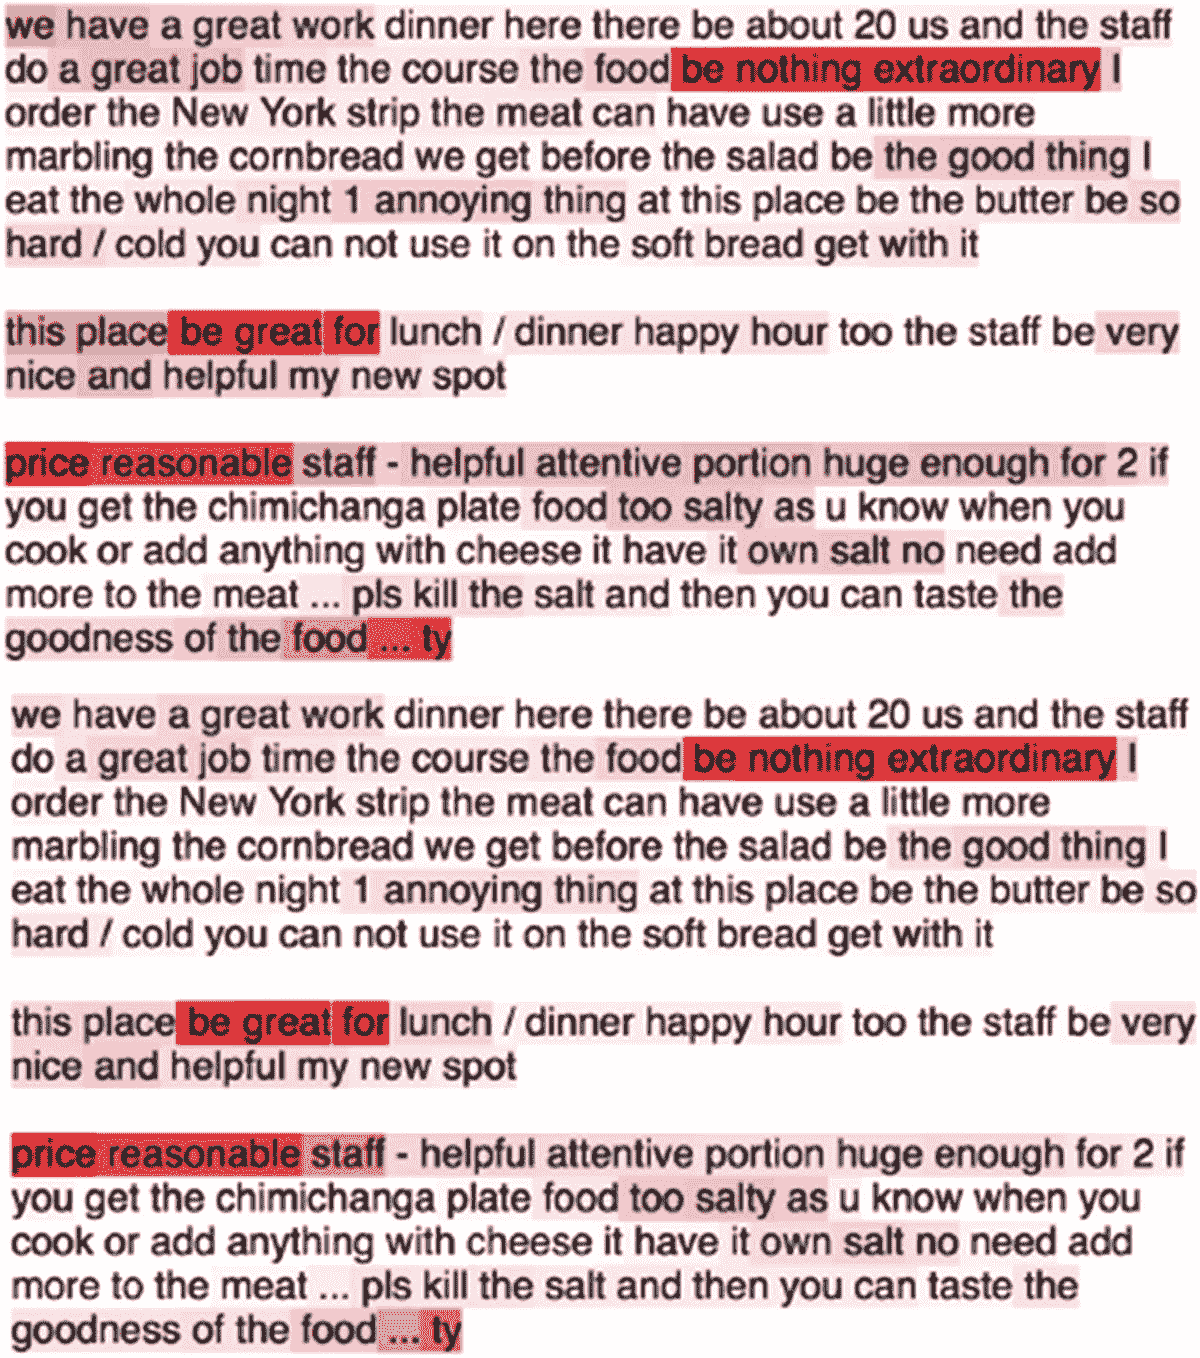 we have a great work dinner here there be about 20 us and the staff
do a great job time the course the food be nothing extraordinary I
order the New York strip the meat can have use a little more
marbling the cornbread we get before the salad be the good thing I
eat the whole night 1 annoying thing at this place be the butter be so
hard / cold you can not use it on the soft bread get with it
this place be great for lunch / dinner happy hour too the staff be very
nice and helpful my new spot
price reasonable staff - helpful attentive portion huge enough for 2 if
you get the chimichanga plate food too salty as u know when you
cook or add anything with cheese it have it own salt no need add
more to the meat ... pls kill the salt and then you can taste the
goodness of the food ... ty
we have a great work dinner here there be about 20 us and the staff
do a great job time the course the food be nothing extraordinary I
order the New York strip the meat can have use a little more
marbling the cornbread we get before the salad be the good thing I
eat the whole night 1 annoying thing at this place be the butter be so
hard / cold you can not use it on the soft bread get with it
this place be great for lunch / dinner happy hour too the staff be very
nice and helpful my new spot
price reasonable staff - helpful attentive portion huge enough for 2 if
you get the chimichanga plate food too salty as u know when you
cook or add anything with cheese it have it own salt no need add
more to the meat ... pls kill the salt and then you can taste the
goodness of the food ... ty